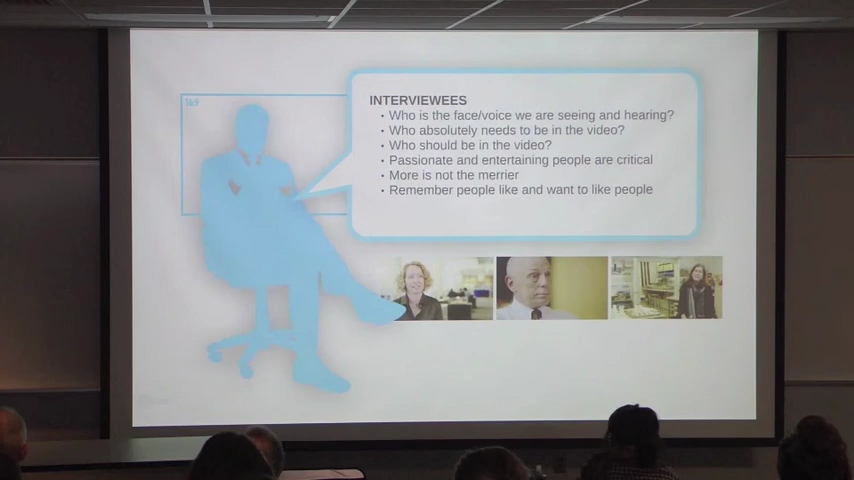 16:9
INTERVIEWEES
• Who is the face/voice we are seeing and hearing?
• Who absolutely needs to be in the video?
• Who should be in the video?
• Passionate and entertaining people are critical
• More is not the merrier
• Remember people like and want to like people